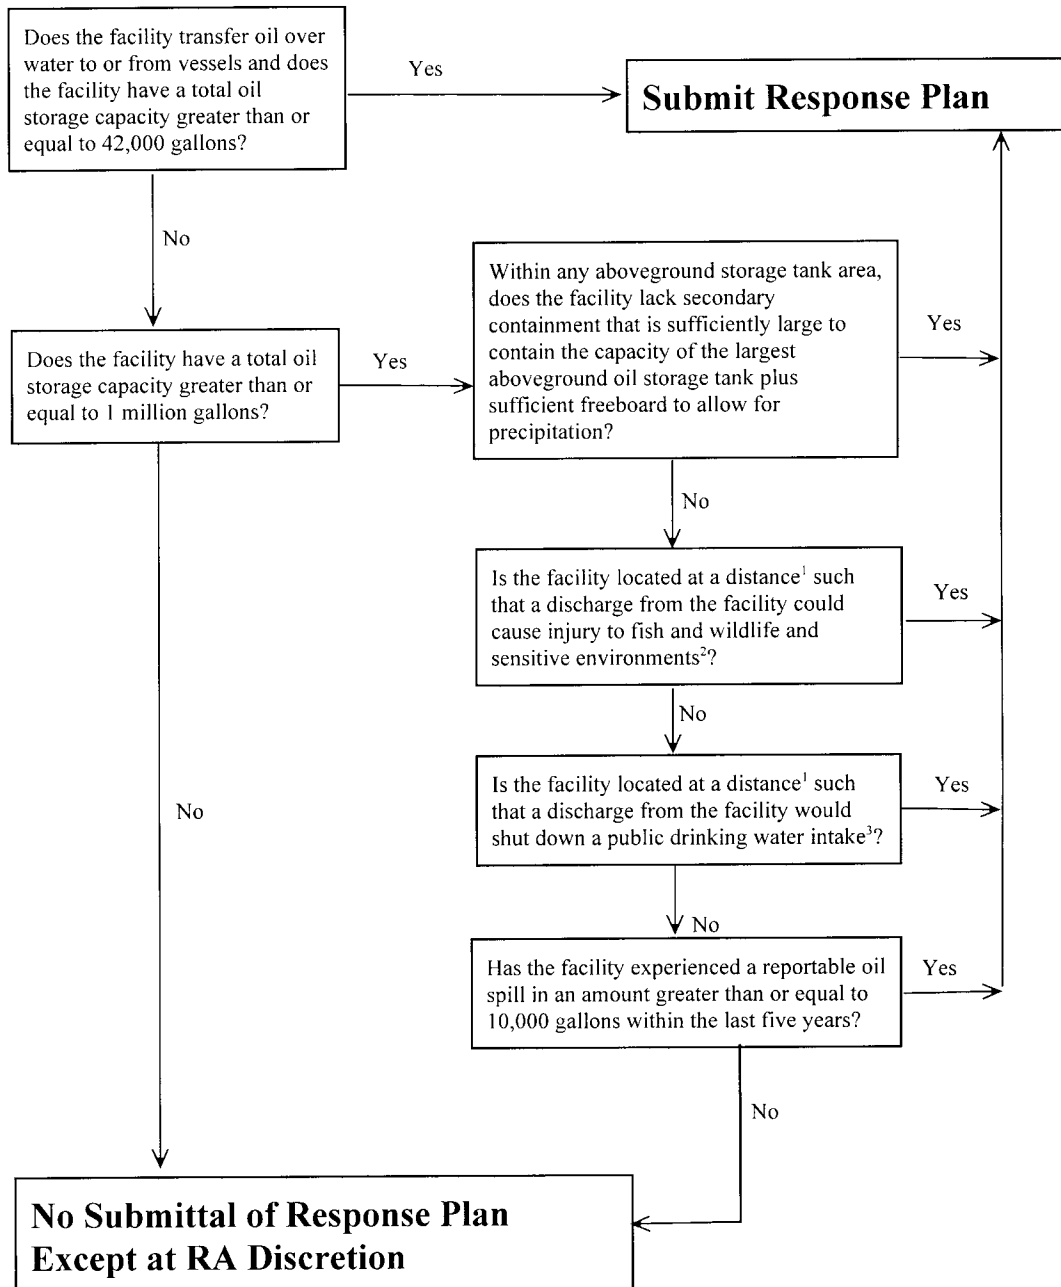 Does the facility transfer oil over
water to or from vessels and does
the facility have a total oil
storage capacity greater than or
equal to 42,000 gallons?
Yes
Submit Response Plan
No
Does the facility have a total oil
storage capacity greater than or
equal to 1 million gallons?
Yes
Within any aboveground storage tank area,
does the facility lack secondary
containment that is sufficiently large to
contain the capacity of the largest
aboveground oil storage tank plus
sufficient freeboard to allow for
precipitation?
Yes
No
Is the facility located at a distance¹ such
that a discharge from the facility could
cause injury to fish and wildlife and
sensitive environments²?
Yes
No
Is the facility located at a distance¹ such
that a discharge from the facility would
shut down a public drinking water intake³?
Yes
No
No
Has the facility experienced a reportable oil
spill in an amount greater than or equal to
10,000 gallons within the last five years?
Yes
No
No Submittal of Response Plan
Except at RA Discretion